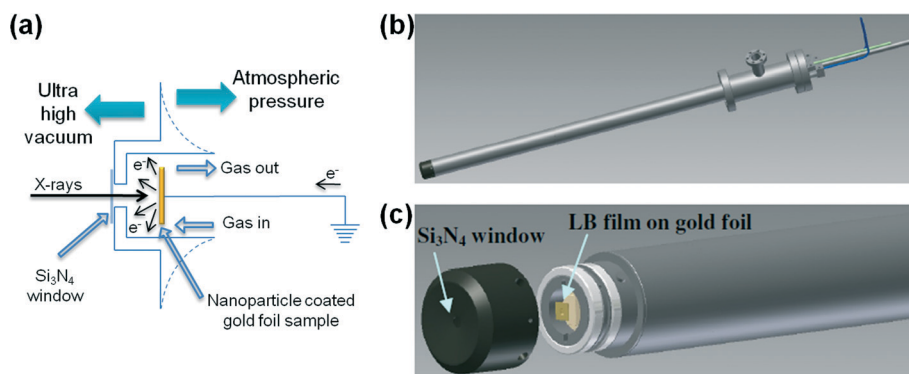 (a)
Ultra
high
vacuum
Atmospheric
pressure
e⁻
Gas out
e⁻
X-rays
e⁻
Gas in
e⁻
Si₃N₄
window
Nanoparticle coated
gold foil sample
(b)
(c)
Si₃N₄ window
LB film on gold foil